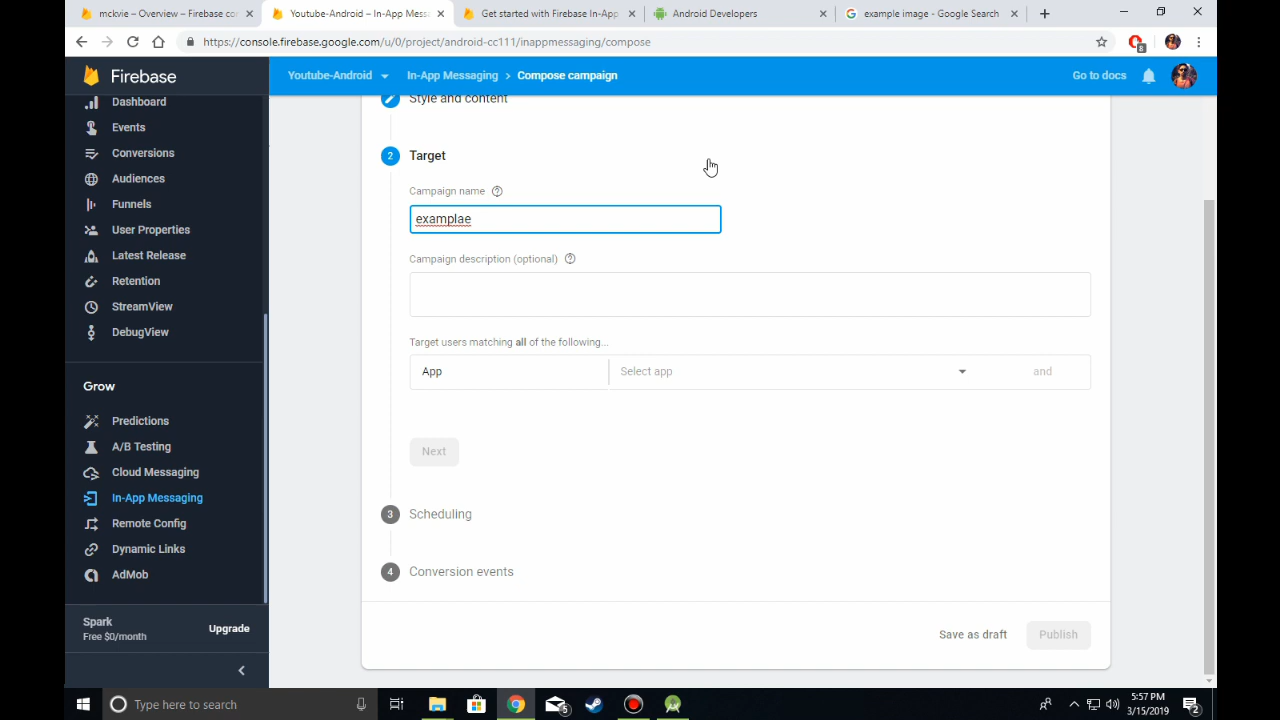 mckvie – Overview – Firebase con
Youtube-Android – In-App Messa
Get started with Firebase In-App
Android Developers
example image - Google Search
https://console.firebase.google.com/u/0/project/android-cc111/inappmessaging/compose
8
Firebase
Youtube-Android
In-App Messaging > Compose campaign
Go to docs
Dashboard
Events
Conversions
Audiences
Funnels
User Properties
Latest Release
Retention
StreamView
DebugView
Grow
Predictions
A/B Testing
Cloud Messaging
In-App Messaging
Remote Config
Dynamic Links
AdMob
Spark
Free $0/month
Upgrade
Style and content
2 Target
Campaign name
examplae
Campaign description (optional)
Target users matching all of the following...
App
Select app
and
Next
3 Scheduling
4 Conversion events
Save as draft
Publish
Type here to search
5
5:57 PM
3/15/2019
2